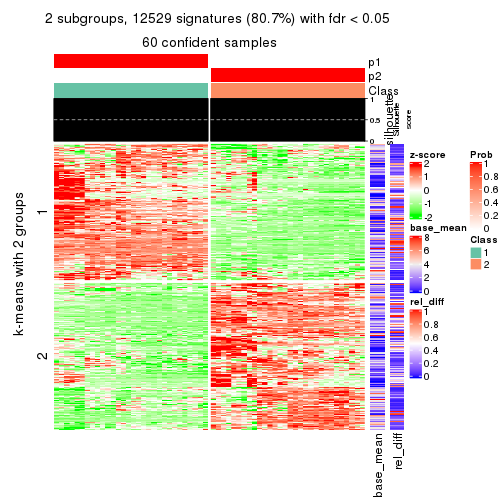 2 subgroups, 12529 signatures (80.7%) with fdr < 0.05
60 confident samples
p1
p2
Class
silhouette
1
0.5
0
Silhouette
score
k-means with 2 groups
1
2
base_mean
rel_diff
z-score
2
1
0
-1
-2
base_mean
8
6
4
2
0
rel_diff
1
0.8
0.6
0.4
0.2
0
Prob
1
0.8
0.6
0.4
0.2
0
Class
1
2